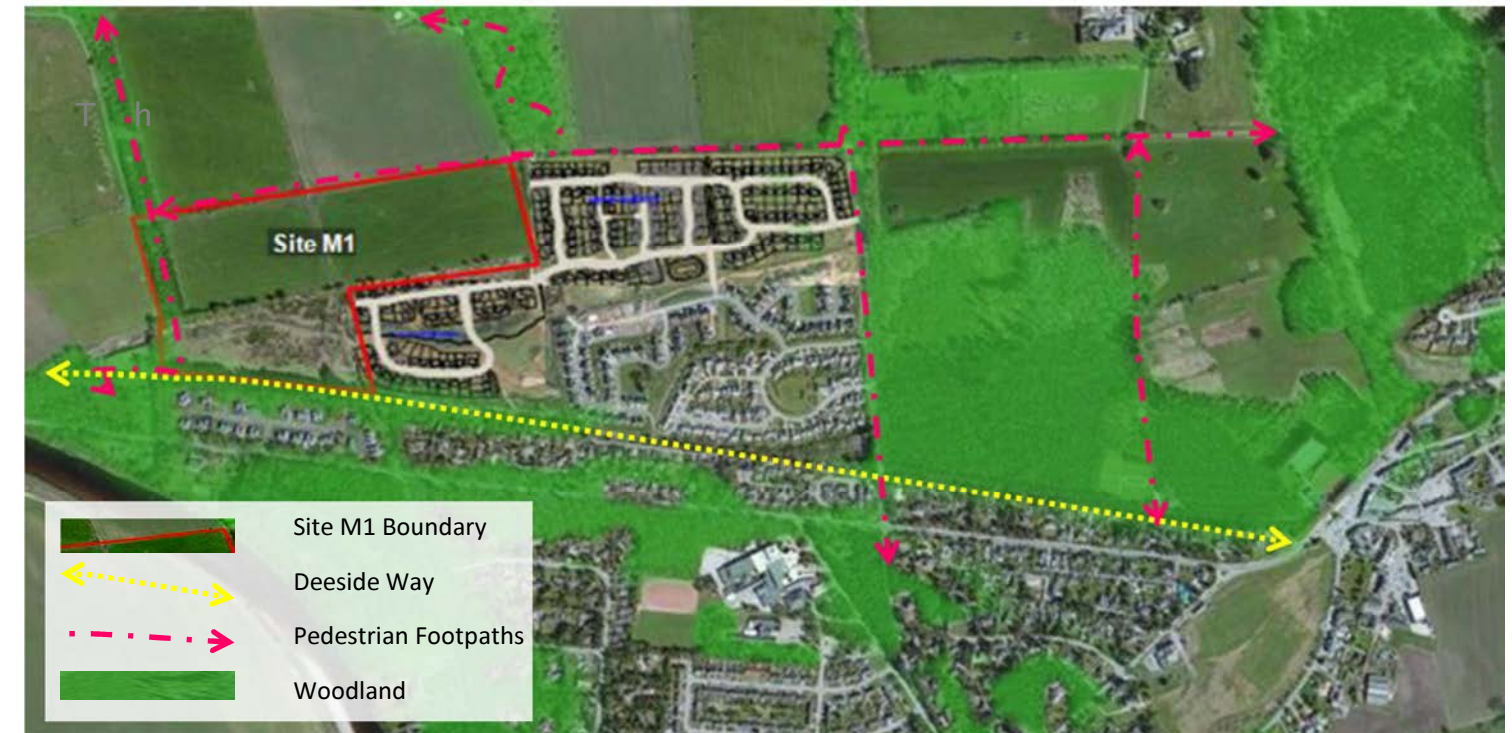 T h
Site M1
Site M1 Boundary
Deeside Way
Pedestrian Footpaths
Woodland